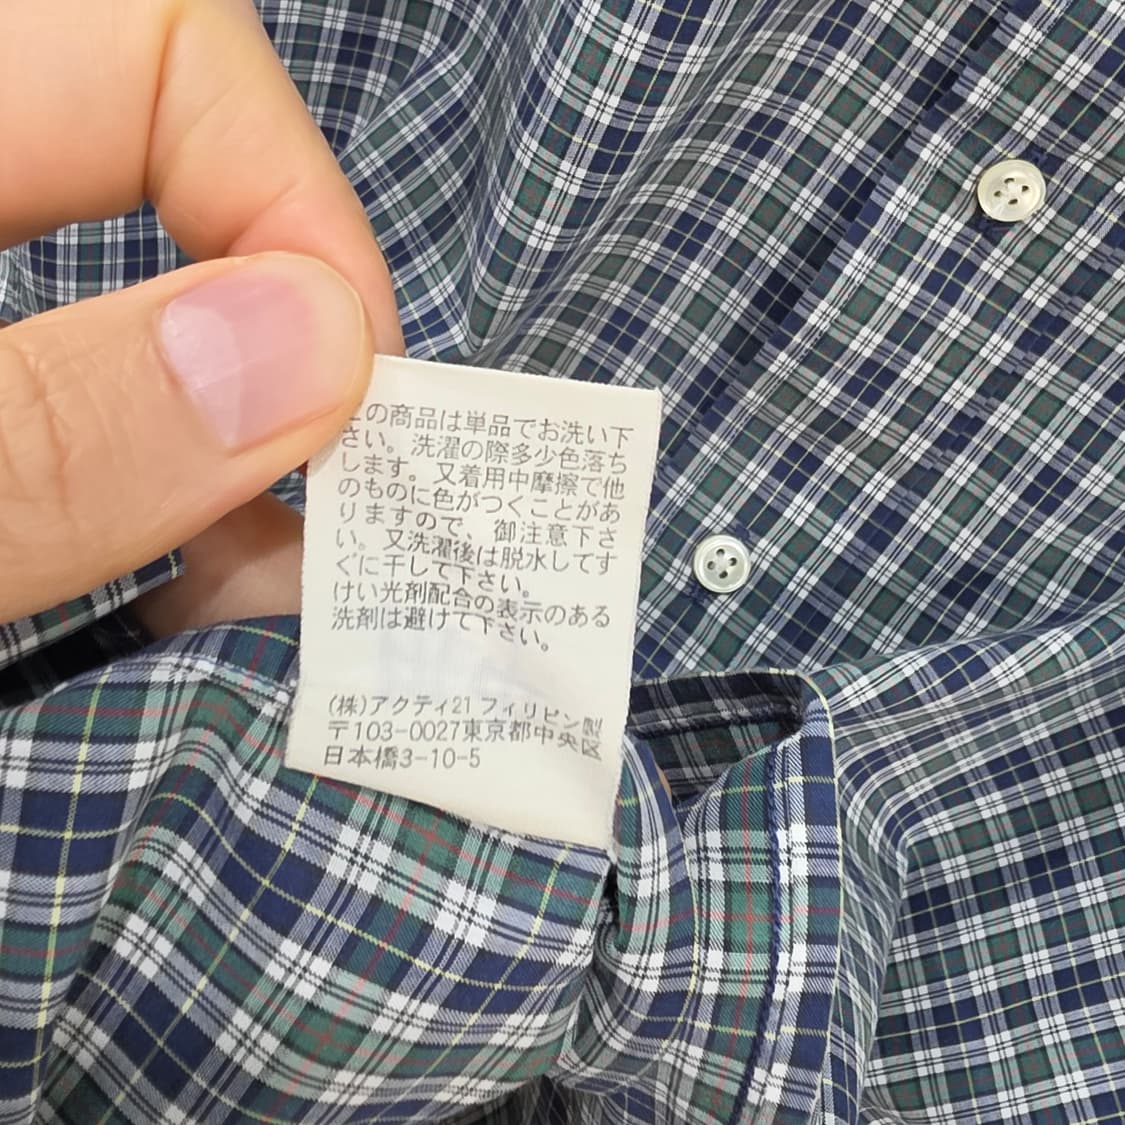 この商品は単品でお洗い下
さい。洗濯の際多少色落ち
します。又着用中摩擦で他
のものに色がつくことがあ
りますので、御注意下さ
い。又洗濯後は脱水してす
ぐに干して下さい。
けい光剤配合の表示のある
洗剤は避けて下さい。
(株)アクティ21 フィリピン製
〒103-0027東京都中央区
日本橋3-10-5